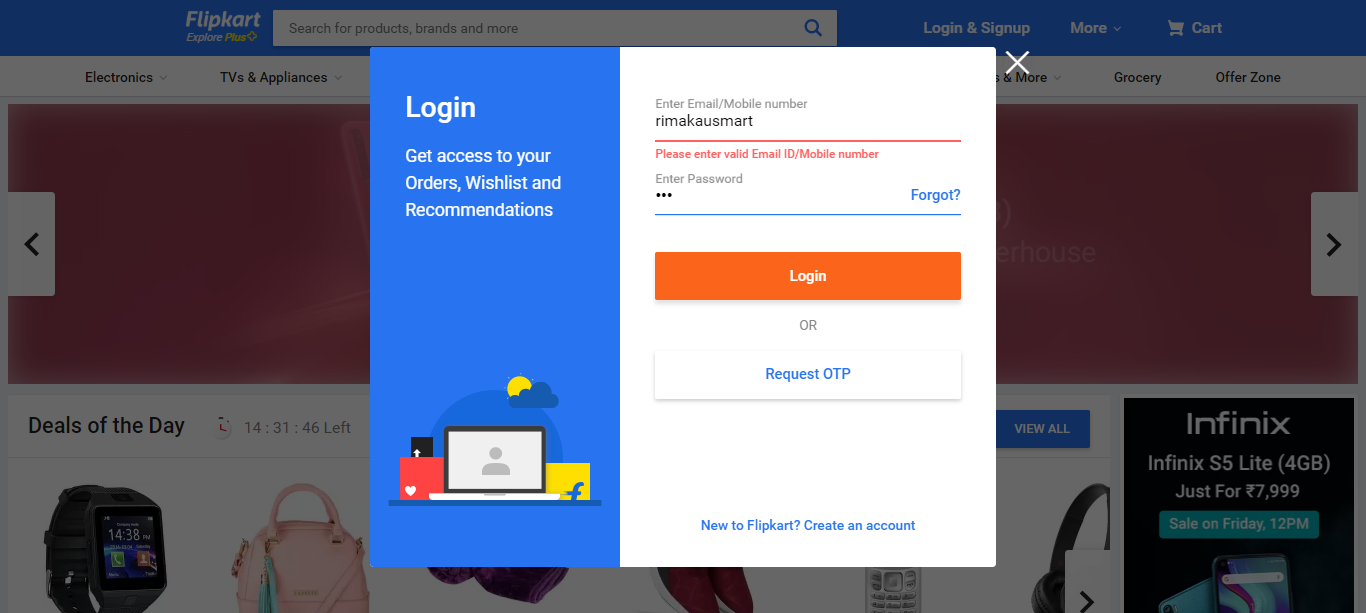 Flipkart
Explore Plus
Search for products, brands and more
Login & Signup
More
Cart
Electronics
TVs & Appliances
& More
Grocery
Offer Zone
Login
Get access to your
Orders, Wishlist and
Recommendations
Enter Email/Mobile number
rimakausmart
Please enter valid Email ID/Mobile number
Enter Password
•••
Forgot?
Login
OR
Request OTP
New to Flipkart? Create an account
Deals of the Day
14 : 31 : 46 Left
VIEW ALL
14:38 PM
Infinix
Infinix S5 Lite (4GB)
Just For ₹7,999
Sale on Friday, 12PM